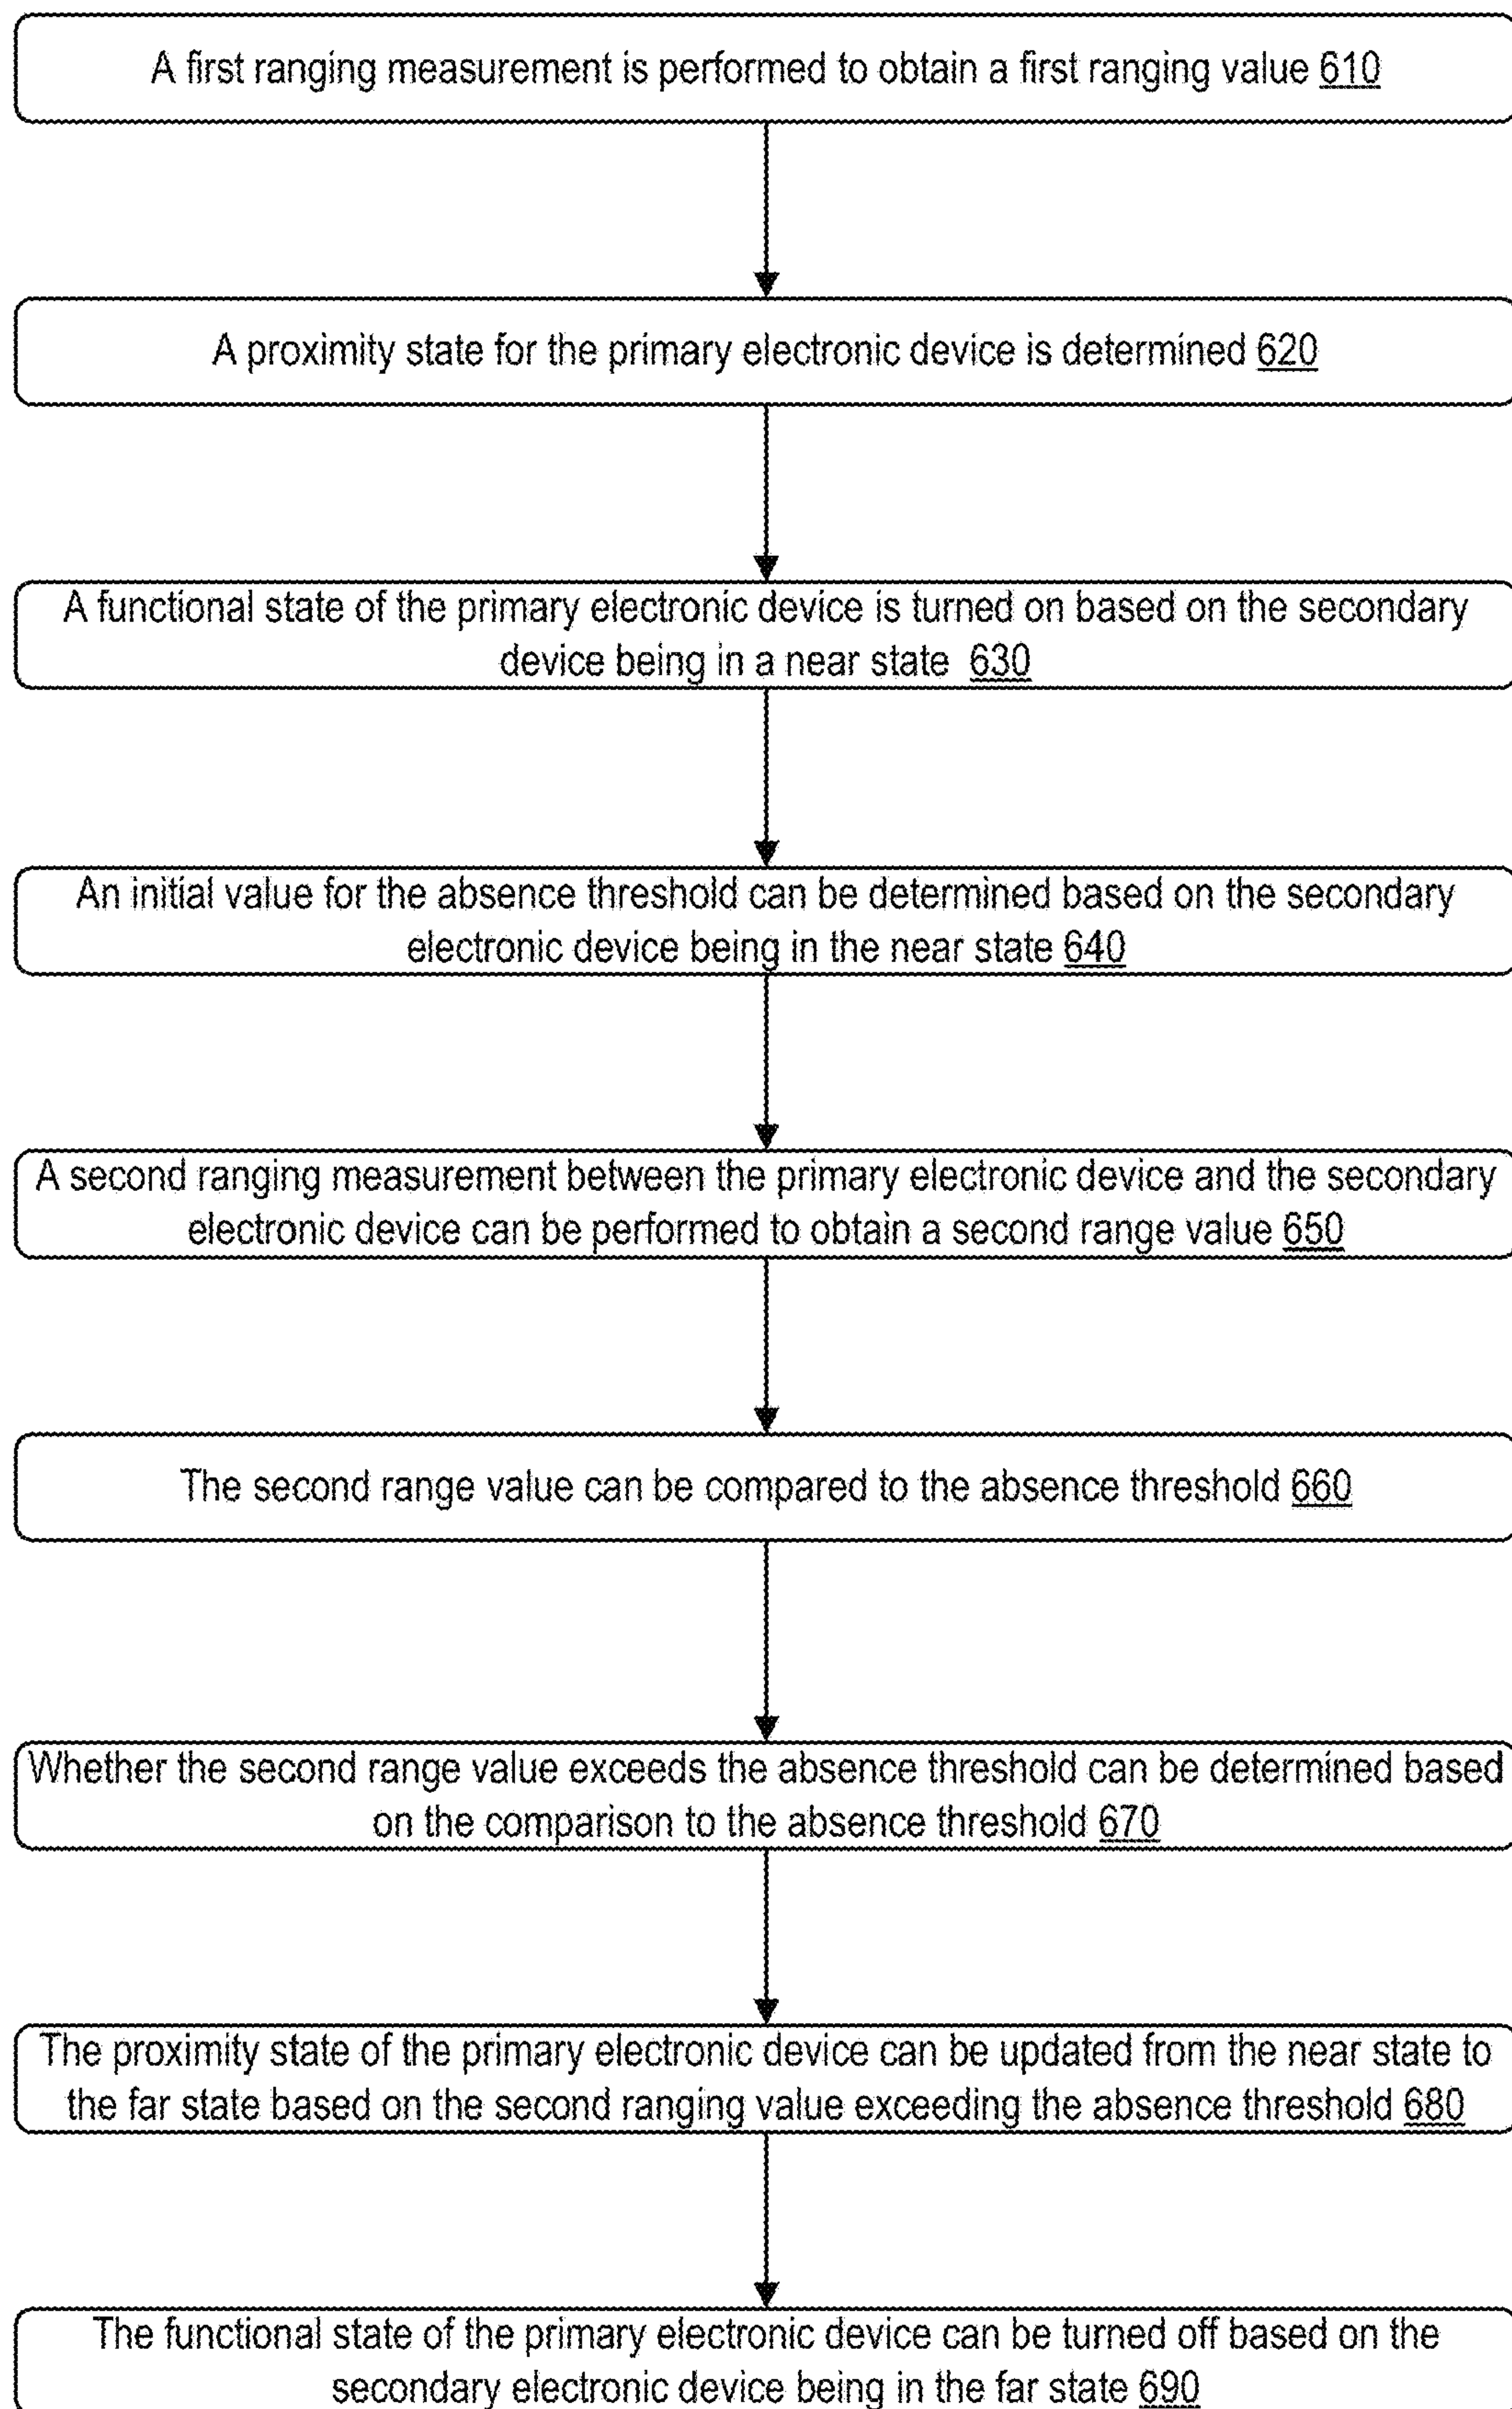 A first ranging measurement is performed to obtain a first ranging value 610
A proximity state for the primary electronic device is determined 620
A functional state of the primary electronic device is turned on based on the secondary
device being in a near state 630
An initial value for the absence threshold can be determined based on the secondary
electronic device being in the near state 640
A second ranging measurement between the primary electronic device and the secondary
electronic device can be performed to obtain a second range value 650
The second range value can be compared to the absence threshold 660
Whether the second range value exceeds the absence threshold can be determined based
on the comparison to the absence threshold 670
The proximity state of the primary electronic device can be updated from the near state to
the far state based on the second ranging value exceeding the absence threshold 680
The functional state of the primary electronic device can be turned off based on the
secondary electronic device being in the far state 690